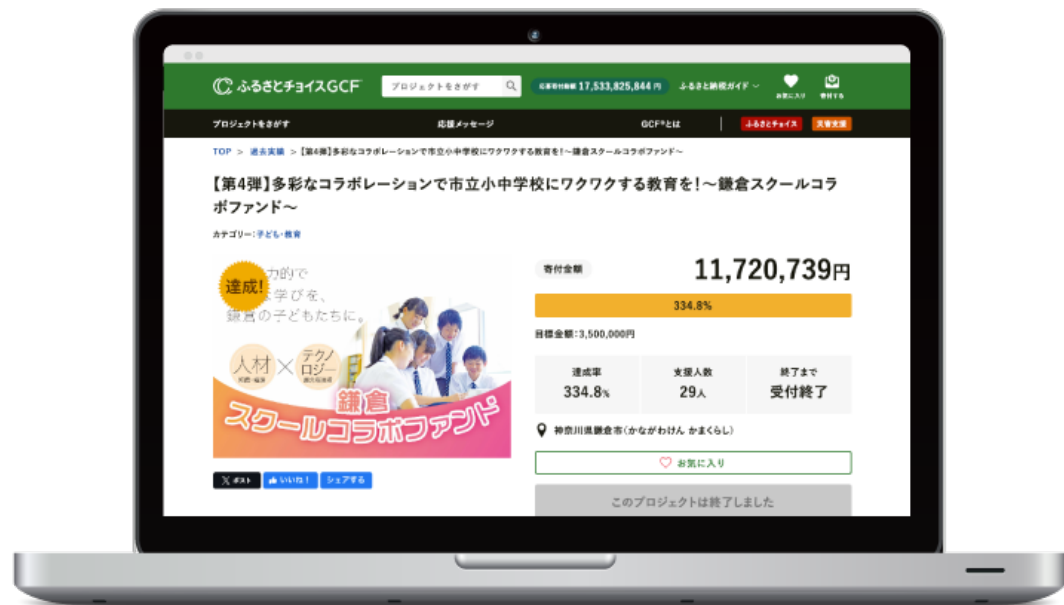 ふるさとチョイスGCF®
プロジェクトをさがす
17,533,825,844 円
ふるさと納税ガイド
お気に入り
寄付する
プロジェクトをさがす
応援メッセージ
GCF®とは
ふるさとチョイス
災害支援
TOP > 過去実績 > 【第4弾】多彩なコラボレーションで市立小中学校にワクワクする教育を!~鎌倉スクールコラボファンド~
【第4弾】多彩なコラボレーションで市立小中学校にワクワクする教育を!~鎌倉スクールコラ
ボファンド~
カテゴリー:子ども・教育
達成!
力的で
学びを、
鎌倉の子どもたちに。
人材
×
テクノ
ロジー
鎌倉
スクールコラボファンド
ポスト
いいね!
シェアする
寄付金額
11,720,739円
334.8%
目標金額:3,500,000円
達成率
334.8%
支援人数
29人
終了まで
受付終了
神奈川県鎌倉市(かながわけん かまくらし)
お気に入り
このプロジェクトは終了しました